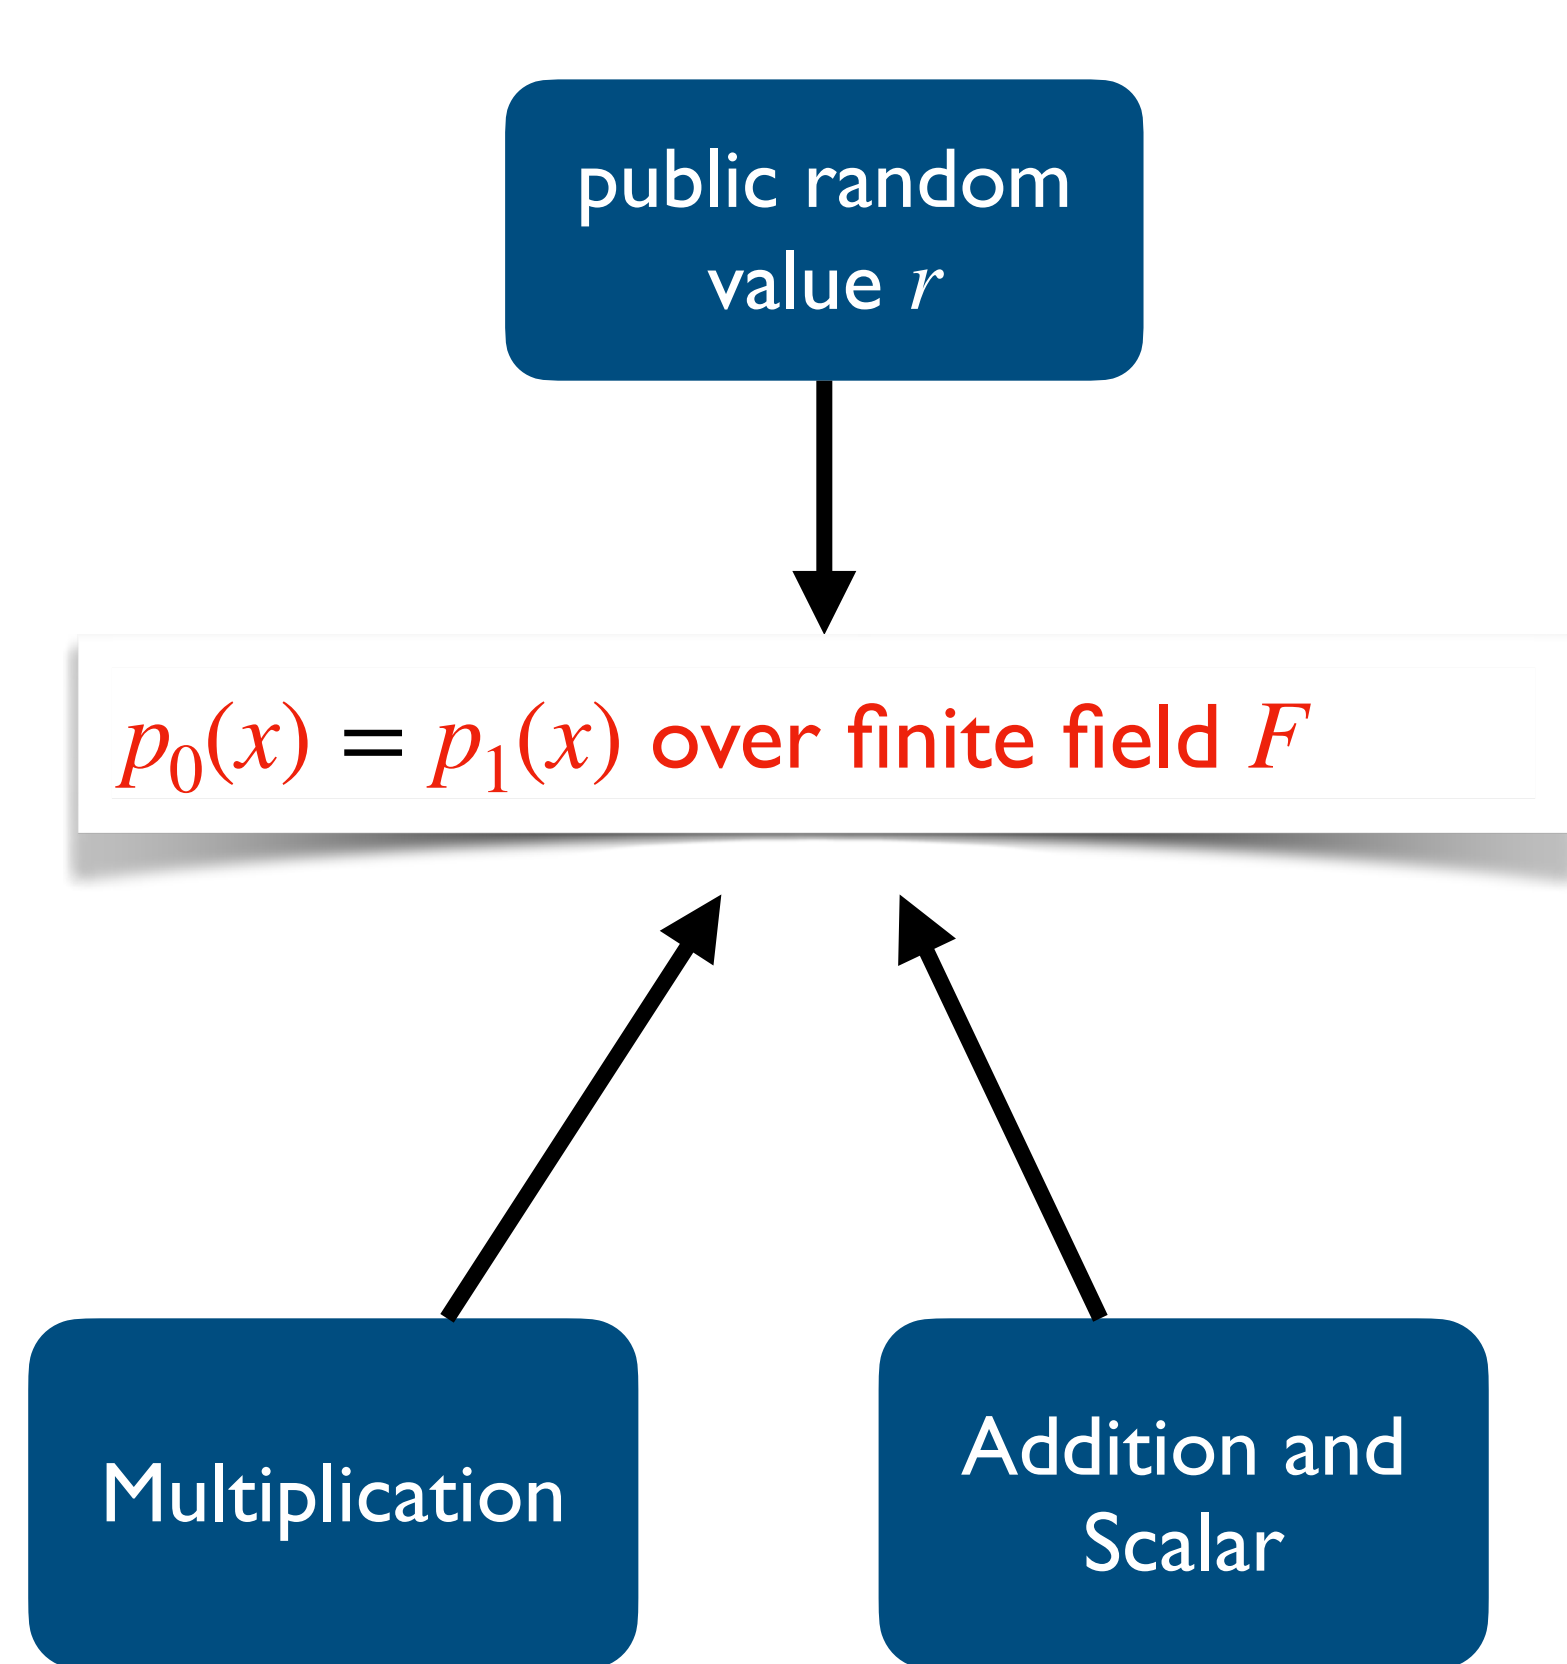 public random
value r
p₀(x) = p₁(x) over finite field F
Multiplication
Addition and
Scalar